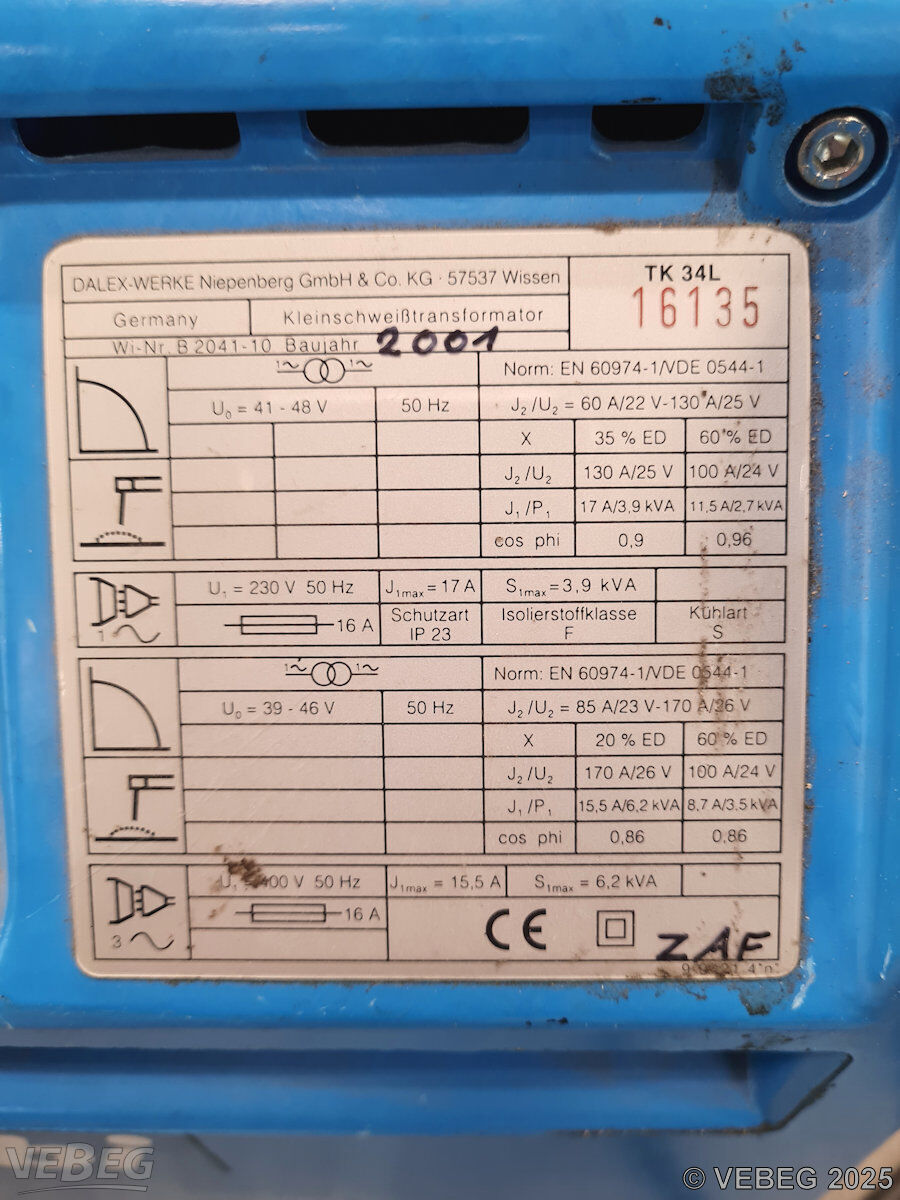 DALEX-WERKE Niepenberg GmbH & Co. KG · 57537 Wissen
TK 34L
16135
Germany Kleinschweißtransformator
Wi-Nr. B 2041-10 Baujahr 2001
1~ 1~ Norm: EN 60974-1/VDE 0544-1
U₀ = 41 - 48 V 50 Hz J₂/U₂ = 60 A/22 V-130 A/25 V
X 35 % ED 60 % ED
J₂/U₂ 130 A/25 V 100 A/24 V
J₁/P₁ 17 A/3,9 kVA 11,5 A/2,7 kVA
cos phi 0,9 0,96
U₁ = 230 V 50 Hz J₁max = 17 A S₁max = 3,9 kVA
1~ 16 A Schutzart IP 23 Isolierstoffklasse F Kühlart S
1~ 1~ Norm: EN 60974-1/VDE 0544-1
U₀ = 39 - 46 V 50 Hz J₂/U₂ = 85 A/23 V-170 A/26 V
X 20 % ED 60 % ED
J₂/U₂ 170 A/26 V 100 A/24 V
J₁/P₁ 15,5 A/6,2 kVA 8,7 A/3,5 kVA
cos phi 0,86 0,86
U₁ 400 V 50 Hz J₁max = 15,5 A S₁max = 6,2 kVA
3~ 16 A CE ZAF
VEBEG
© VEBEG 2025